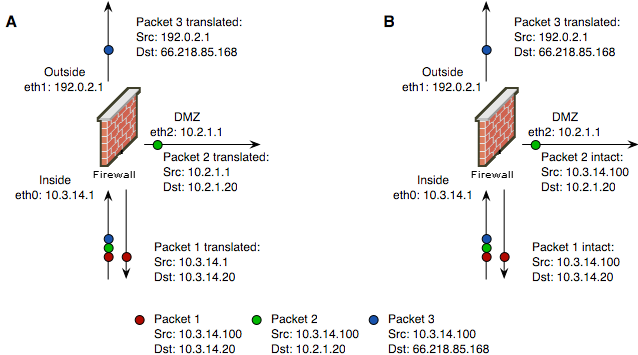 A
Packet 3 translated:
Src: 192.0.2.1
Dst: 66.218.85.168
Outside
eth1: 192.0.2.1
DMZ
eth2: 10.2.1.1
Packet 2 translated:
Src: 10.2.1.1
Dst: 10.2.1.20
Firewall
Inside
eth0: 10.3.14.1
Packet 1 translated:
Src: 10.3.14.1
Dst: 10.3.14.20
B
Packet 3 translated:
Src: 192.0.2.1
Dst: 66.218.85.168
Outside
eth1: 192.0.2.1
DMZ
eth2: 10.2.1.1
Packet 2 intact:
Src: 10.3.14.100
Dst: 10.2.1.20
Firewall
Inside
eth0: 10.3.14.1
Packet 1 intact:
Src: 10.3.14.100
Dst: 10.3.14.20
Packet 1
Src: 10.3.14.100
Dst: 10.3.14.20
Packet 2
Src: 10.3.14.100
Dst: 10.2.1.20
Packet 3
Src: 10.3.14.100
Dst: 66.218.85.168